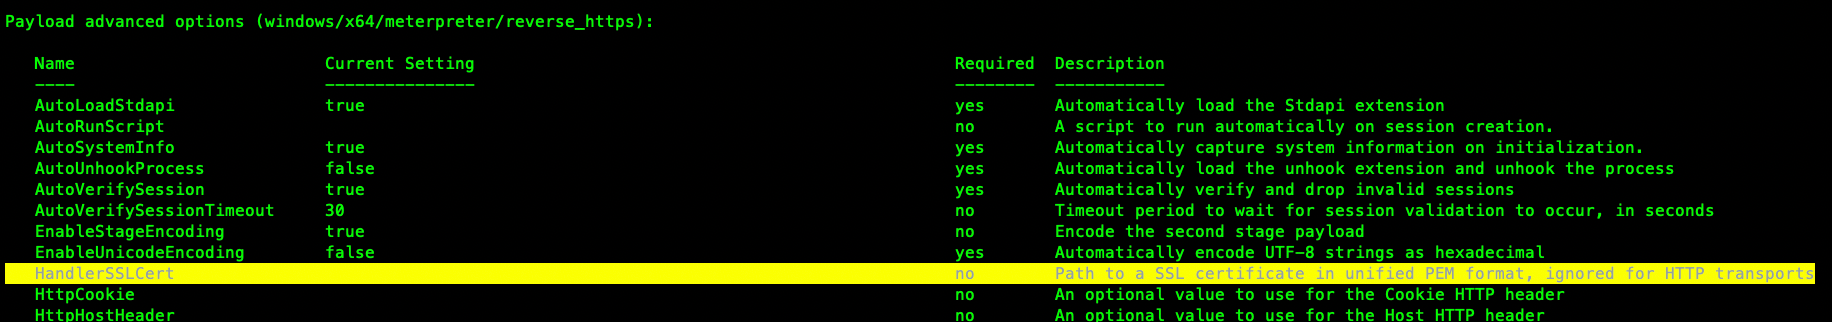 Payload advanced options (windows/x64/meterpreter/reverse_https):
Name Current Setting Required Description
---- --------------- -------- -----------
AutoLoadStdapi true yes Automatically load the Stdapi extension
AutoRunScript no A script to run automatically on session creation.
AutoSystemInfo true yes Automatically capture system information on initialization.
AutoUnhookProcess false yes Automatically load the unhook extension and unhook the process
AutoVerifySession true yes Automatically verify and drop invalid sessions
AutoVerifySessionTimeout 30 no Timeout period to wait for session validation to occur, in seconds
EnableStageEncoding true no Encode the second stage payload
EnableUnicodeEncoding false yes Automatically encode UTF-8 strings as hexadecimal
HandlerSSLCert no Path to a SSL certificate in unified PEM format, ignored for HTTP transports
HttpCookie no An optional value to use for the Cookie HTTP header
HttpHostHeader no An optional value to use for the Host HTTP header